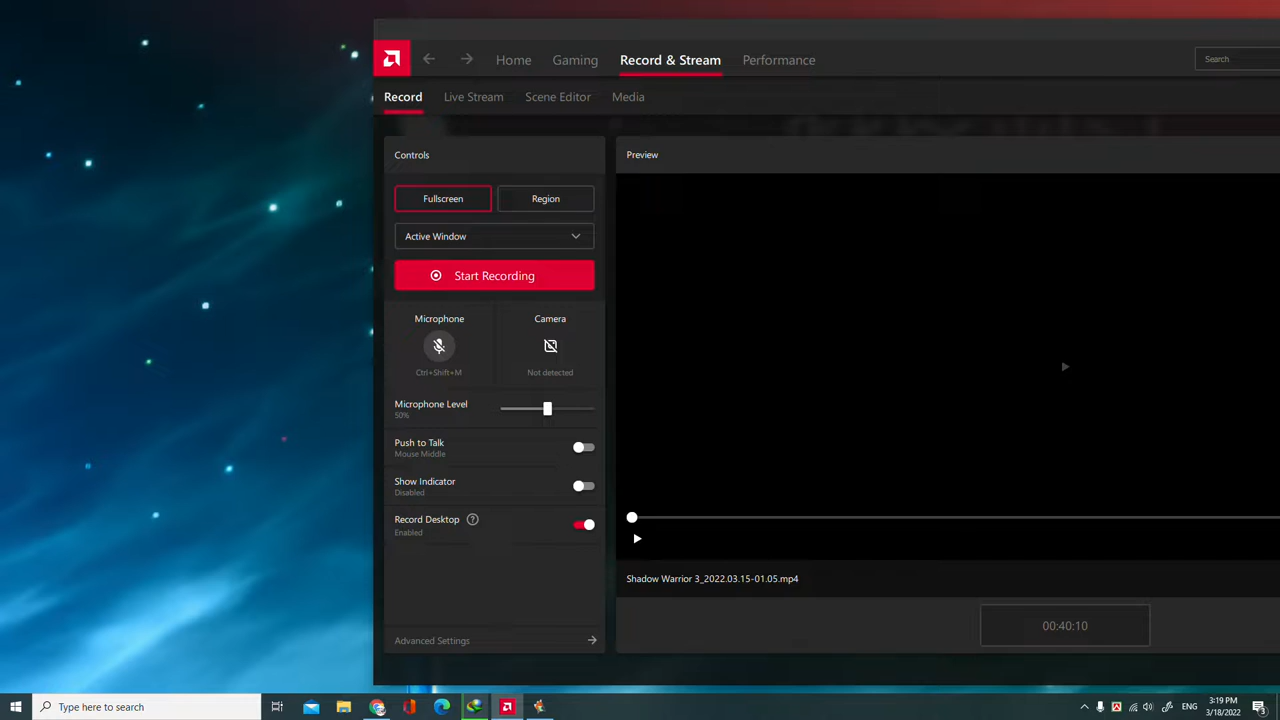 Home Gaming Record & Stream Performance Search
Record Live Stream Scene Editor Media
Controls
Fullscreen Region
Active Window
Start Recording
Microphone Camera
Ctrl+Shift+M Not detected
Microphone Level
50%
Push to Talk
Mouse Middle
Show Indicator
Disabled
Record Desktop ?
Enabled
Advanced Settings
Preview
Shadow Warrior 3_2022.03.15-01.05.mp4
00:40:10
Type here to search
ENG
3:19 PM
3/18/2022
3